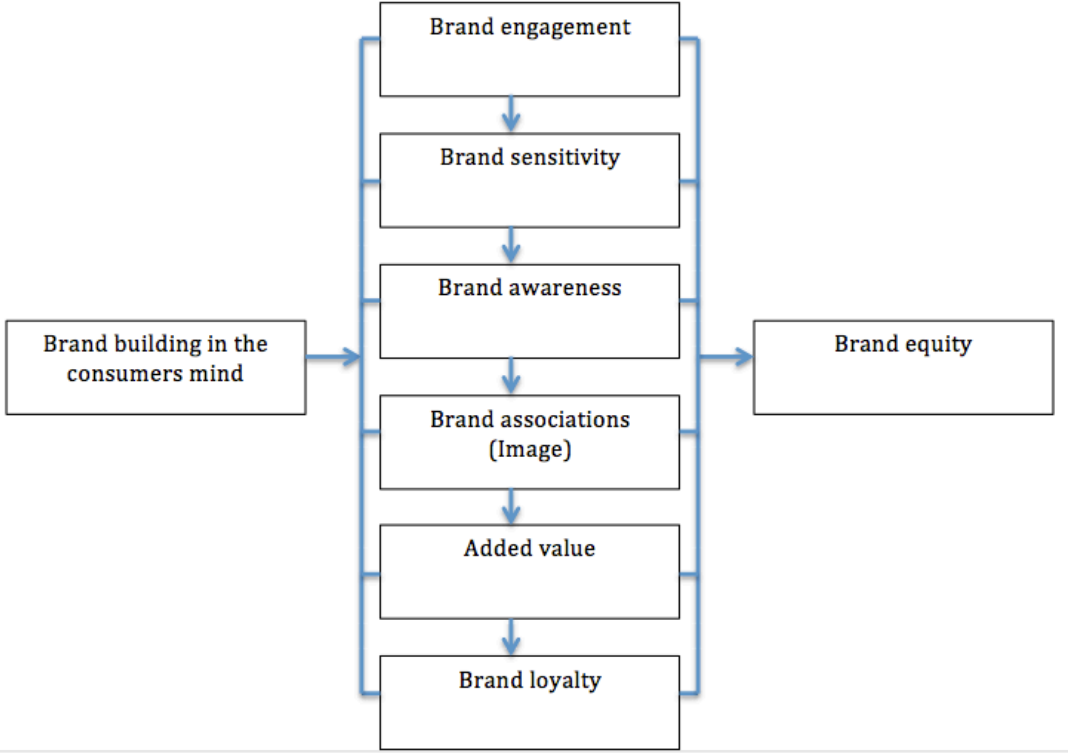 Brand engagement
Brand sensitivity
Brand awareness
Brand building in the
consumers mind
Brand equity
Brand associations
(Image)
Added value
Brand loyalty